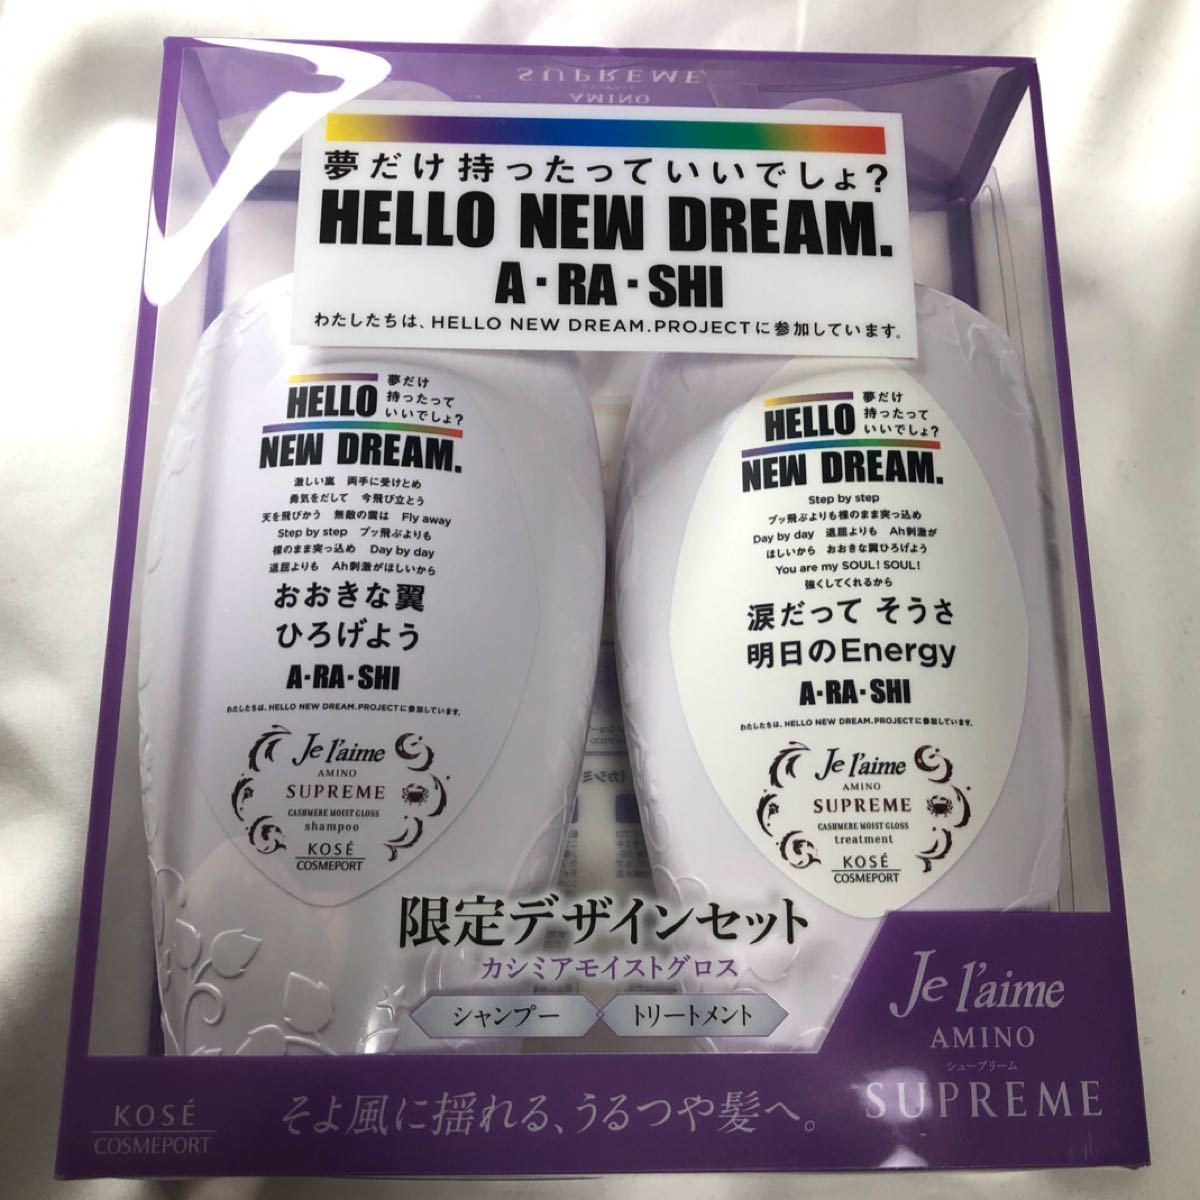 SUPREME
AMINO
夢だけ持ったっていいでしょ?
HELLO NEW DREAM.
A・RA・SHI
わたしたちは、HELLO NEW DREAM.PROJECTに参加しています。
HELLO
夢だけ
持ったって
いいでしょ?
NEW DREAM.
激しい嵐 両手に受けとめ
勇気をだして 今飛び立とう
天を飛びかう 無敵の雲は Fly away
Step by step ブッ飛ぶよりも
裸のまま突っ込め Day by day
退屈よりも Ah刺激がほしいから
おおきな翼
ひろげよう
A・RA・SHI
わたしたちは、HELLO NEW DREAM.PROJECTに参加しています。
Je l'aime
AMINO
SUPREME
CASHMERE MOIST GLOSS
shampoo
KOSÉ
COSMEPORT
HELLO
夢だけ
持ったって
いいでしょ?
NEW DREAM.
Step by step
ブッ飛ぶよりも裸のまま突っ込め
Day by day 退屈よりも Ah刺激が
ほしいから おおきな翼ひろげよう
You are my SOUL! SOUL!
強くしてくれるから
涙だって そうさ
明日のEnergy
A・RA・SHI
わたしたちは、HELLO NEW DREAM.PROJECTに参加しています。
Je l'aime
AMINO
SUPREME
CASHMERE MOIST GLOSS
treatment
KOSÉ
COSMEPORT
限定デザインセット
カシミアモイストグロス
シャンプー トリートメント
Je l'aime
AMINO
シュープリーム
SUPREME
KOSÉ
COSMEPORT
そよ風に揺れる、うるつや髪へ。